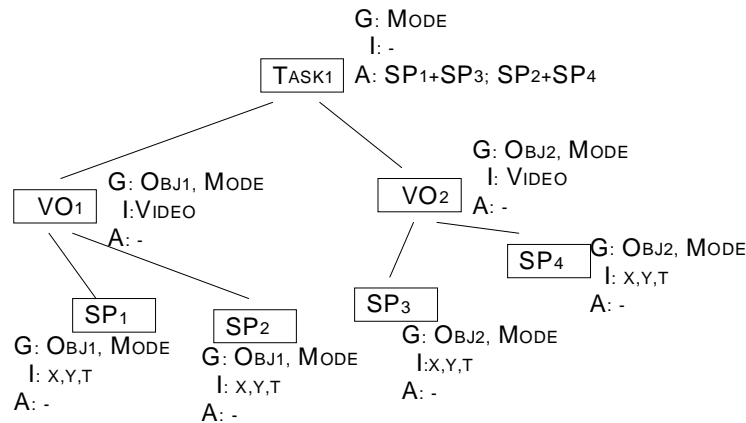 G: MODE
I: -
TASK1
A: SP1+SP3; SP2+SP4
VO1
G: OBJ1, MODE
I:VIDEO
A: -
VO2
G: OBJ2, MODE
I: VIDEO
A: -
SP1
G: OBJ1, MODE
I: X,Y,T
A: -
SP2
G: OBJ1, MODE
I: X,Y,T
A: -
SP3
G: OBJ2, MODE
I:X,Y,T
A: -
SP4
G: OBJ2, MODE
I: X,Y,T
A: -